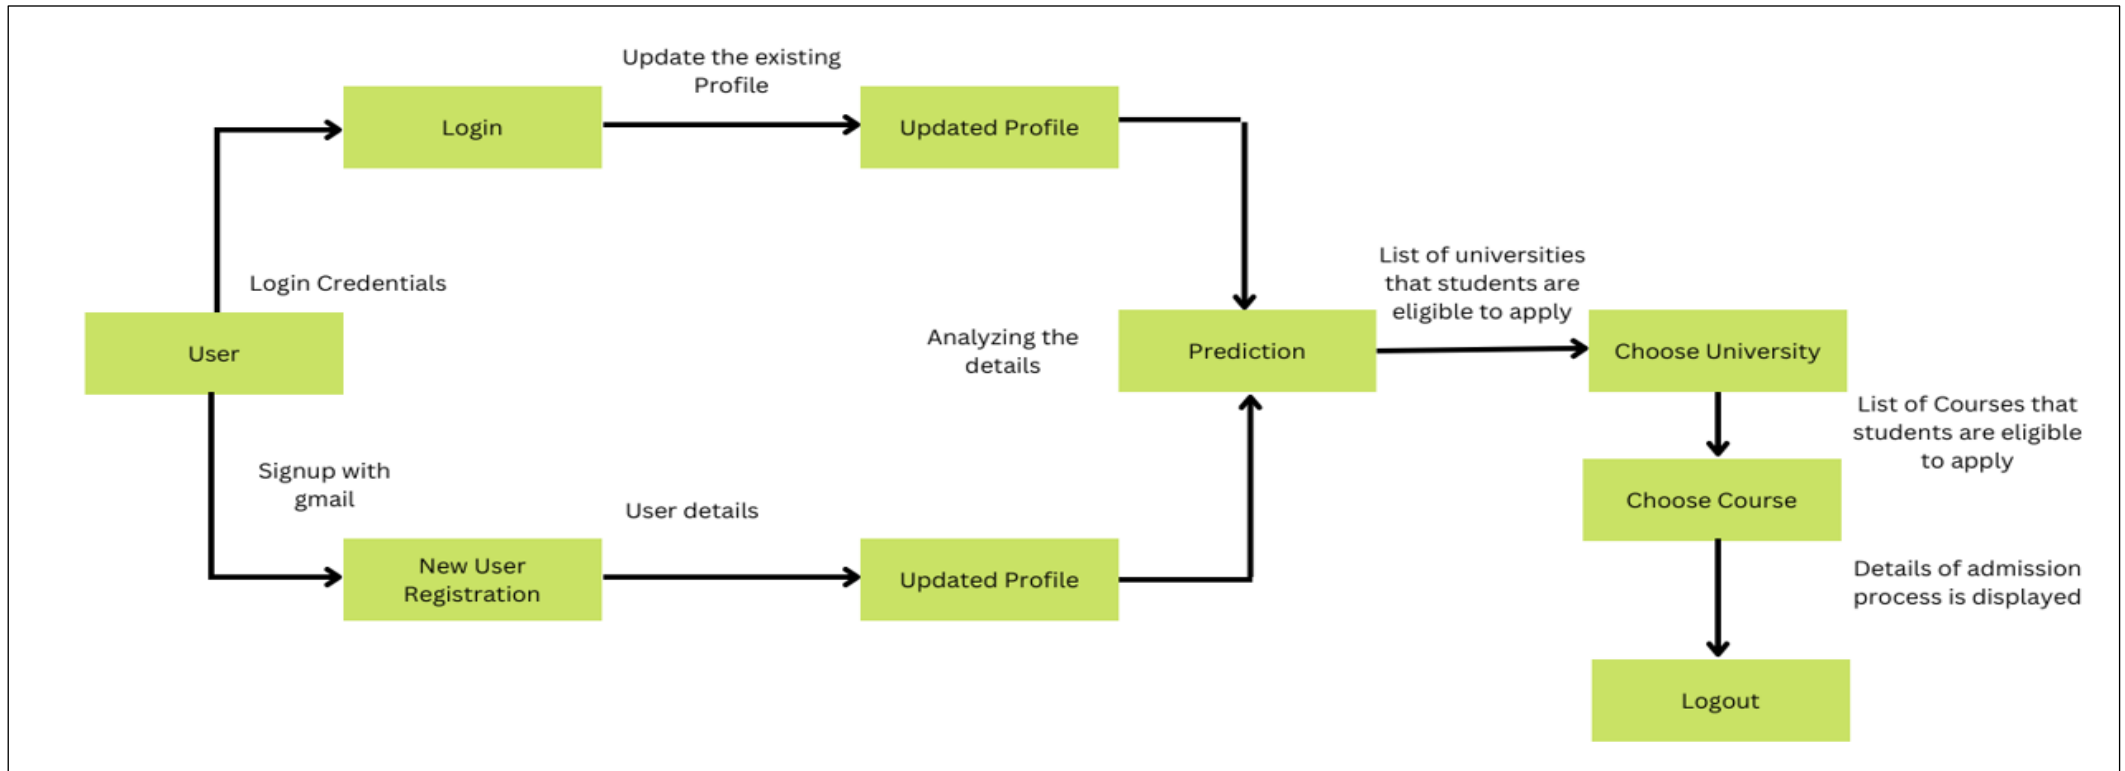 Update the existing
Profile
Login
Updated Profile
Login Credentials
User
Signup with
gmail
New User
Registration
User details
Updated Profile
Analyzing the
details
Prediction
List of universities
that students are
eligible to apply
Choose University
List of Courses that
students are eligible
to apply
Choose Course
Details of admission
process is displayed
Logout